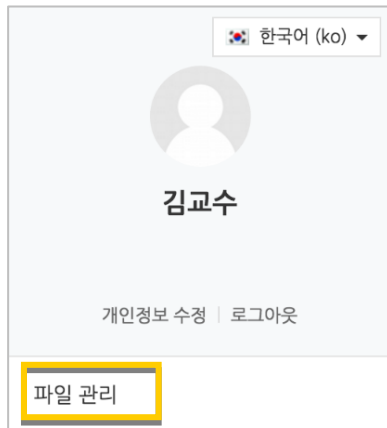 한국어 (ko)
김교수
개인정보 수정 | 로그아웃
파일 관리